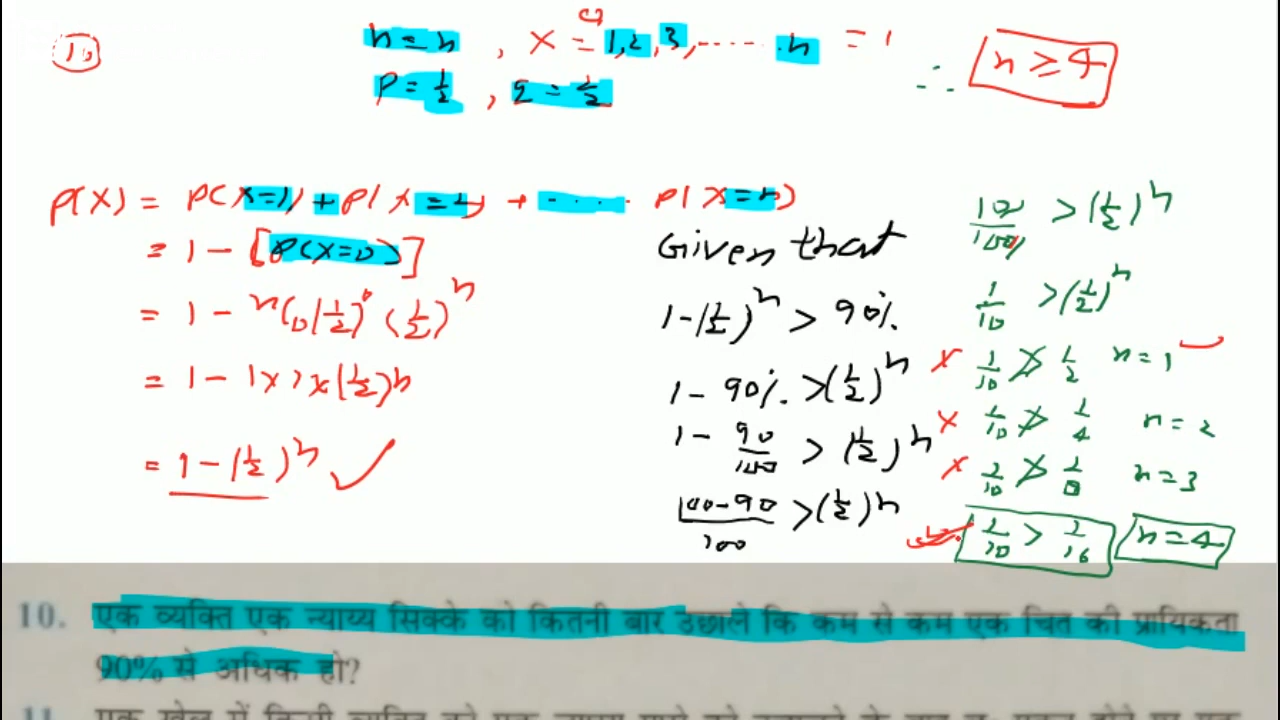 n = n , X = 1, 2, 3, ...... n = 1
p = 1/2 , q = 1/2
∴ n ≥ 4
P(X) = P(X=1) + P(X=2) + ...... P(X=n)
= 1 - [P(X=0)]
= 1 - ⁿC₀ (1/2)⁰ (1/2)ⁿ
= 1 - 1×1×(1/2)ⁿ
= 1 - (1/2)ⁿ ✓
Given that
1 - (1/2)ⁿ > 90%
1 - 90% > (1/2)ⁿ
1 - 90/100 > (1/2)ⁿ
100-90/100 > (1/2)ⁿ
10/100 > (1/2)ⁿ
1/10 > (1/2)ⁿ
× 1/10 ≯ 1/2 n = 1
× 1/10 ≯ 1/4 n = 2
× 1/10 ≯ 1/8 n = 3
1/10 > 1/16 n = 4
10. एक व्यक्ति एक न्याय्य सिक्के को कितनी बार उछाले कि कम से कम एक चित की प्रायिकता
90% से अधिक हो?